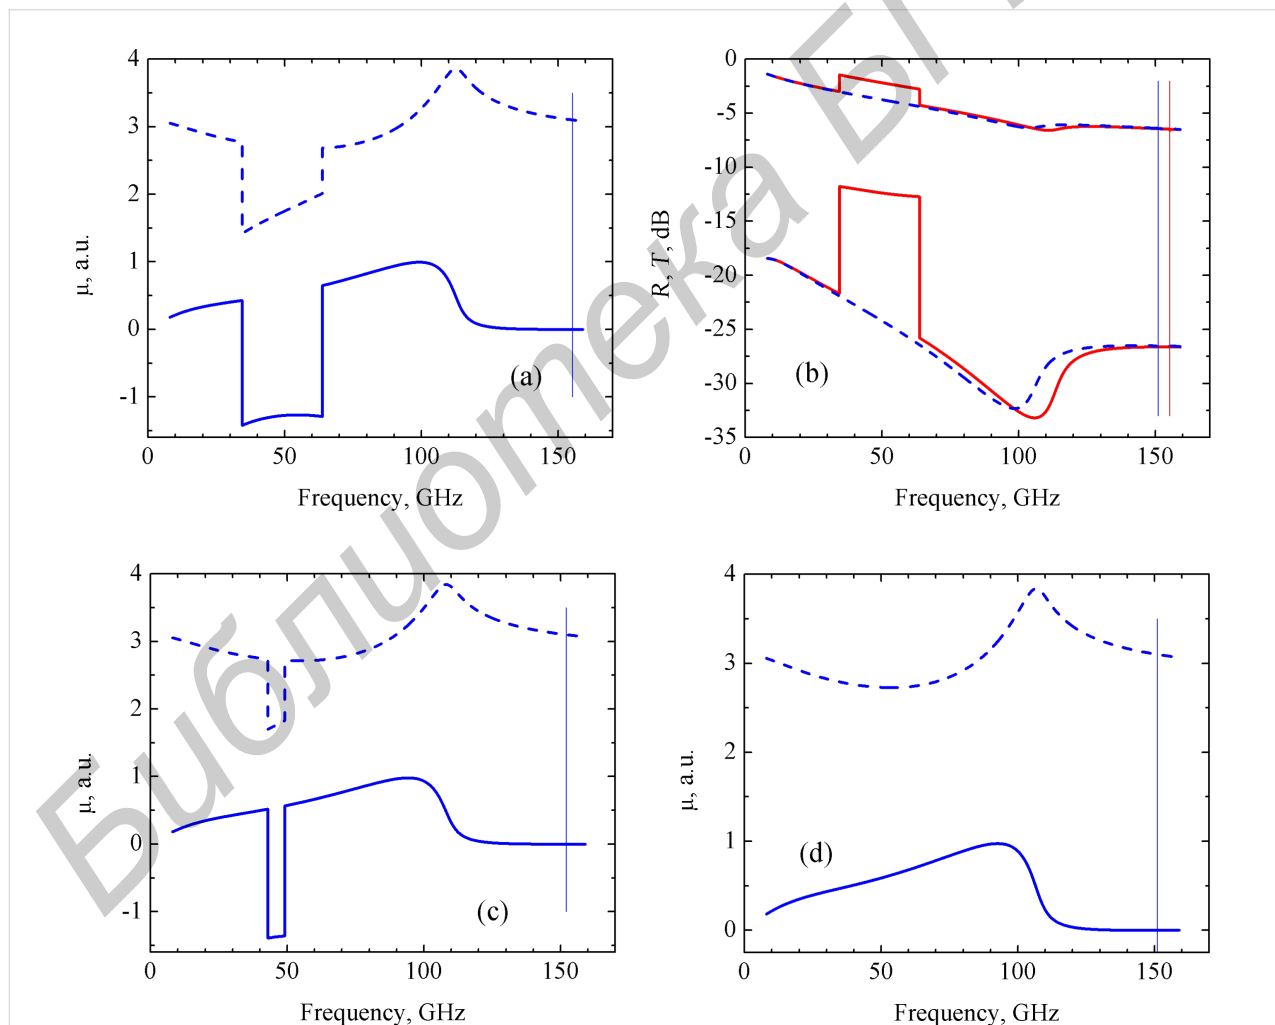 4
3
2
1
0
-1
μ, a.u.
(a)
0 50 100 150
Frequency, GHz
0
-5
-10
-15
-20
-25
-30
-35
R, T, dB
(b)
0 50 100 150
Frequency, GHz
4
3
2
1
0
-1
μ, a.u.
(c)
0 50 100 150
Frequency, GHz
4
3
2
1
0
μ, a.u.
(d)
0 50 100 150
Frequency, GHz
Библиотека